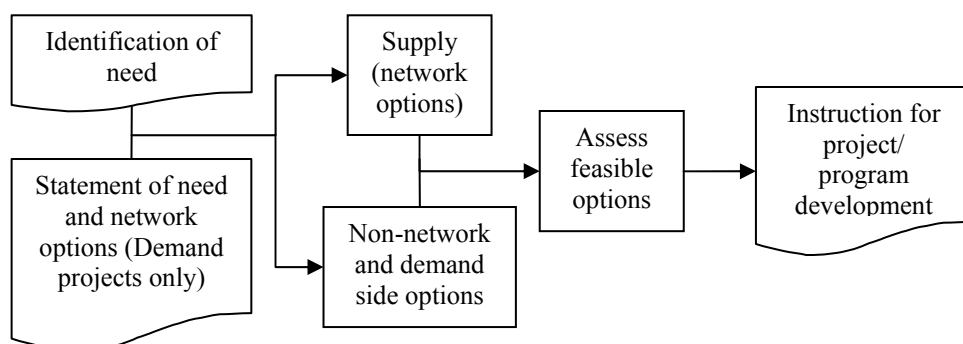 Identification of
need
Statement of need
and network
options (Demand
projects only)
Supply
(network
options)
Non-network
and demand
side options
Assess
feasible
options
Instruction for
project/
program
development